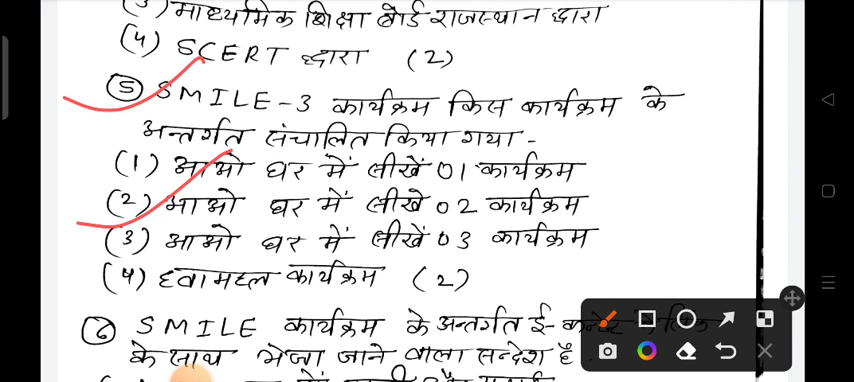 (3) माध्यमिक शिक्षा बोर्ड राजस्थान द्वारा
(4) SCERT द्वारा (2)
(5) SMILE-3 कार्यक्रम किस कार्यक्रम के
अन्तर्गत संचालित किया गया -
(1) आओ घर में सीखें 01 कार्यक्रम
(2) आओ घर में सीखे 02 कार्यक्रम
(3) आओ घर में सीखें 03 कार्यक्रम
(4) हवामहल कार्यक्रम (2)
(6) SMILE कार्यक्रम के अन्तर्गत ई-
के साथ भेजा जाने वाला सन्देश है